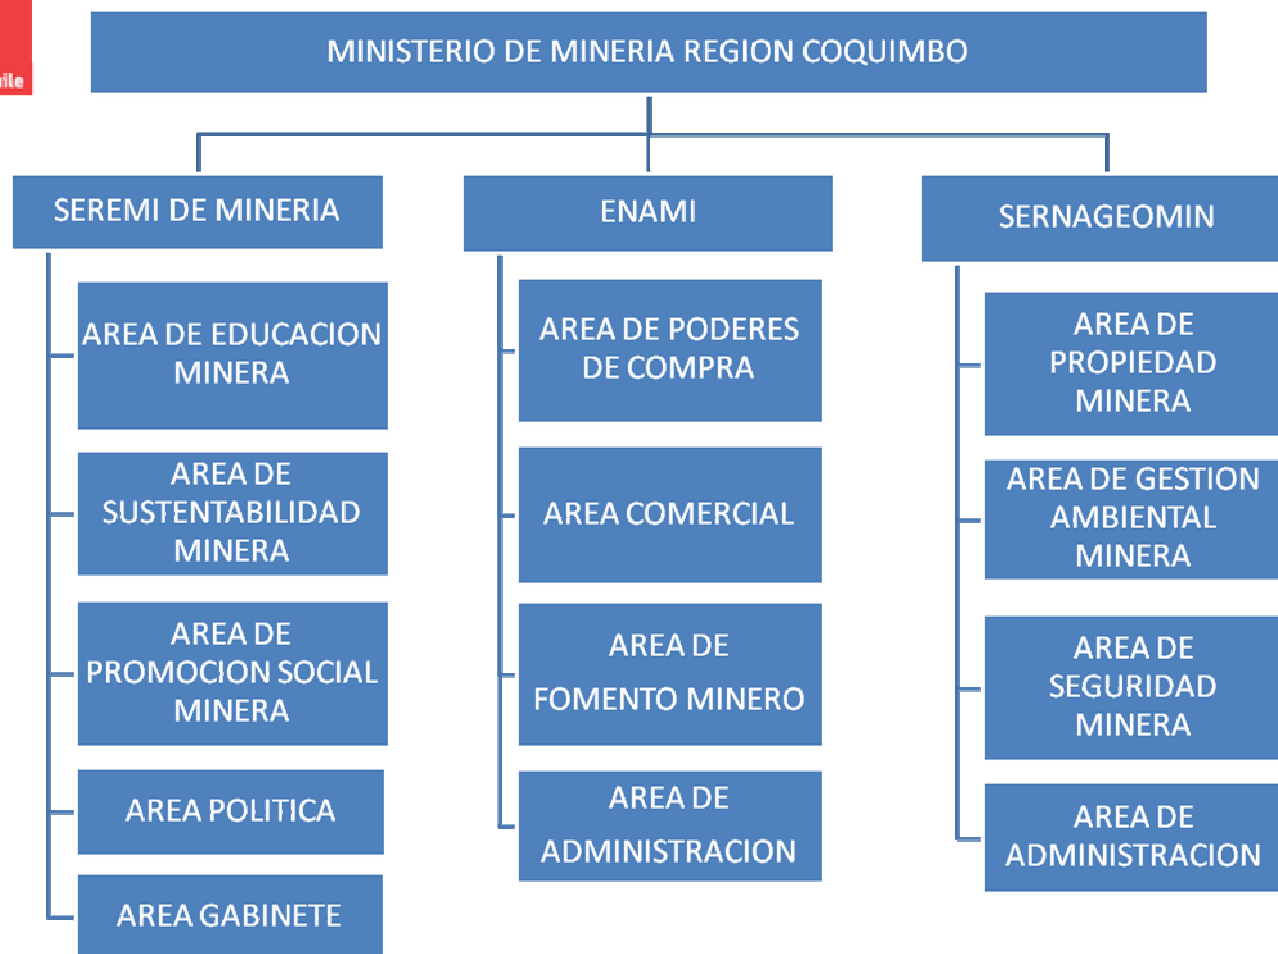 MINISTERIO DE MINERIA REGION COQUIMBO
SEREMI DE MINERIA
AREA DE EDUCACION
MINERA
AREA DE
SUSTENTABILIDAD
MINERA
AREA DE
PROMOCION SOCIAL
MINERA
AREA POLITICA
AREA GABINETE
ENAMI
AREA DE PODERES
DE COMPRA
AREA COMERCIAL
AREA DE
FOMENTO MINERO
AREA DE
ADMINISTRACION
SERNAGEOMIN
AREA DE
PROPIEDAD
MINERA
AREA DE GESTION
AMBIENTAL
MINERA
AREA DE
SEGURIDAD
MINERA
AREA DE
ADMINISTRACION